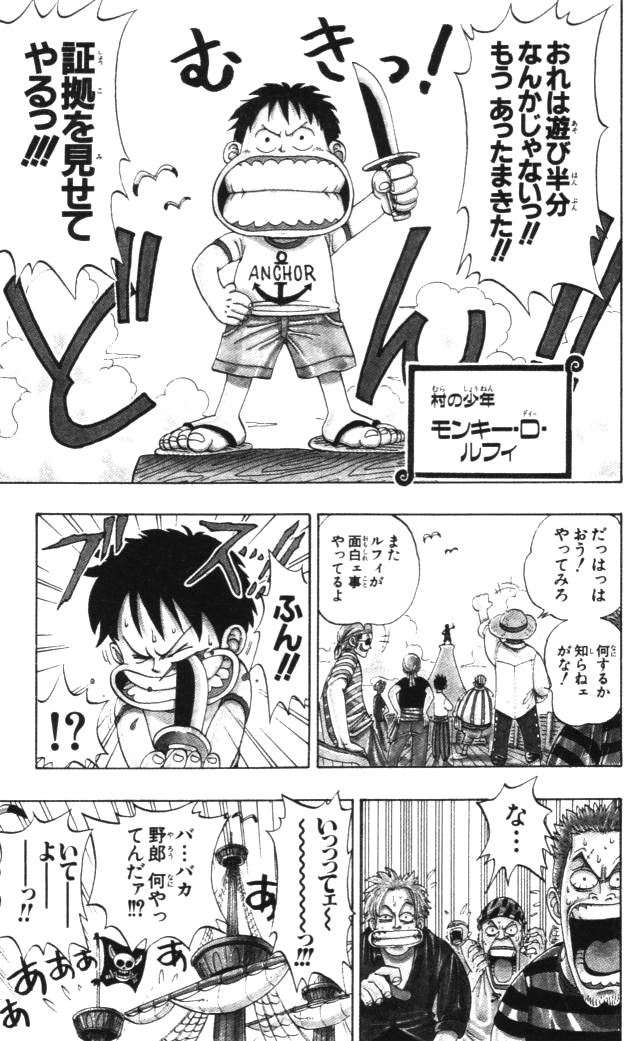 おれは遊び半分
なんかじゃないっ!!
もう あったまきた!!
むきっ!
証拠を見せて
やるっ!!!
ANCHOR
どん!!
村の少年
モンキー・D・
ルフィ
だっはっは
おう!
やってみろ
何するか
知らねェ
がな!
また
ルフィが
面白ェ事
やってるよ
ふん!!
ズズッ
!?
な…
いっってェ〜
〜〜〜っ!!!
バ…バカ
野郎 何やっ
てんだァ!!?
いてー
よー
ーっ!!
あ
あ
あああ
あ
あ